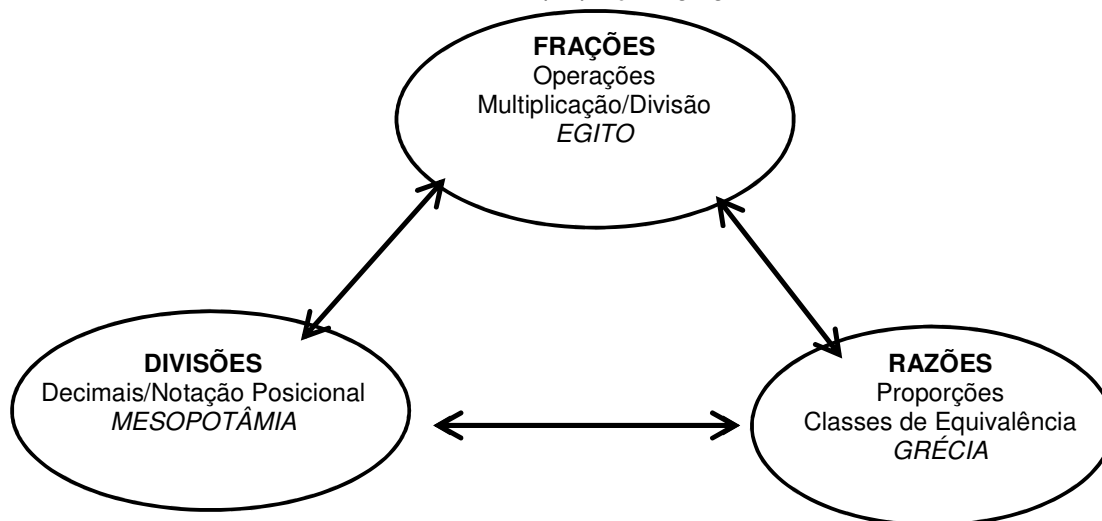 FRAÇÕES
Operações
Multiplicação/Divisão
EGITO
DIVISÕES
Decimais/Notação Posicional
MESOPOTÂMIA
RAZÕES
Proporções
Classes de Equivalência
GRÉCIA